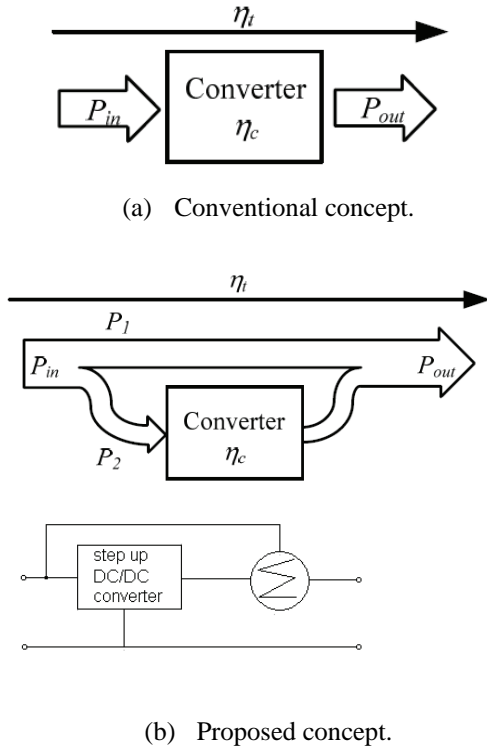 ηt
Pin
Converter
ηc
Pout
(a) Conventional concept.
ηt
P1
Pin
Pout
Converter
ηc
P2
step up
DC/DC
converter
(b) Proposed concept.